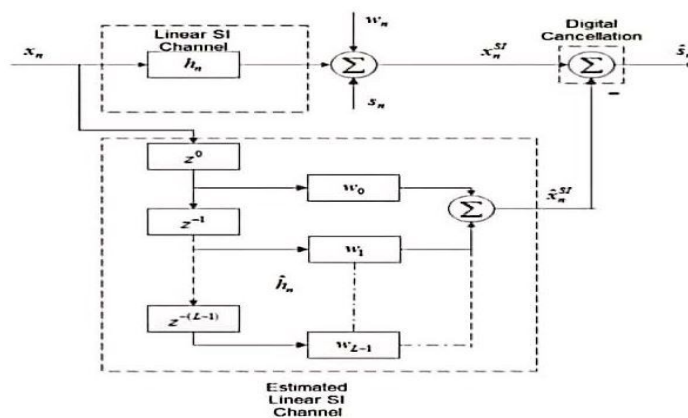 Linear SI
Channel
Digital
Cancellation
w_n
x_n
h_n
Σ
x_n^{SI}
Σ
ŝ_n
s_n
-
z^0
w_0
Σ
x̂_n^{SI}
z^{-1}
w_1
ĥ_n
z^{-(L-1)}
w_{L-1}
Estimated
Linear SI
Channel